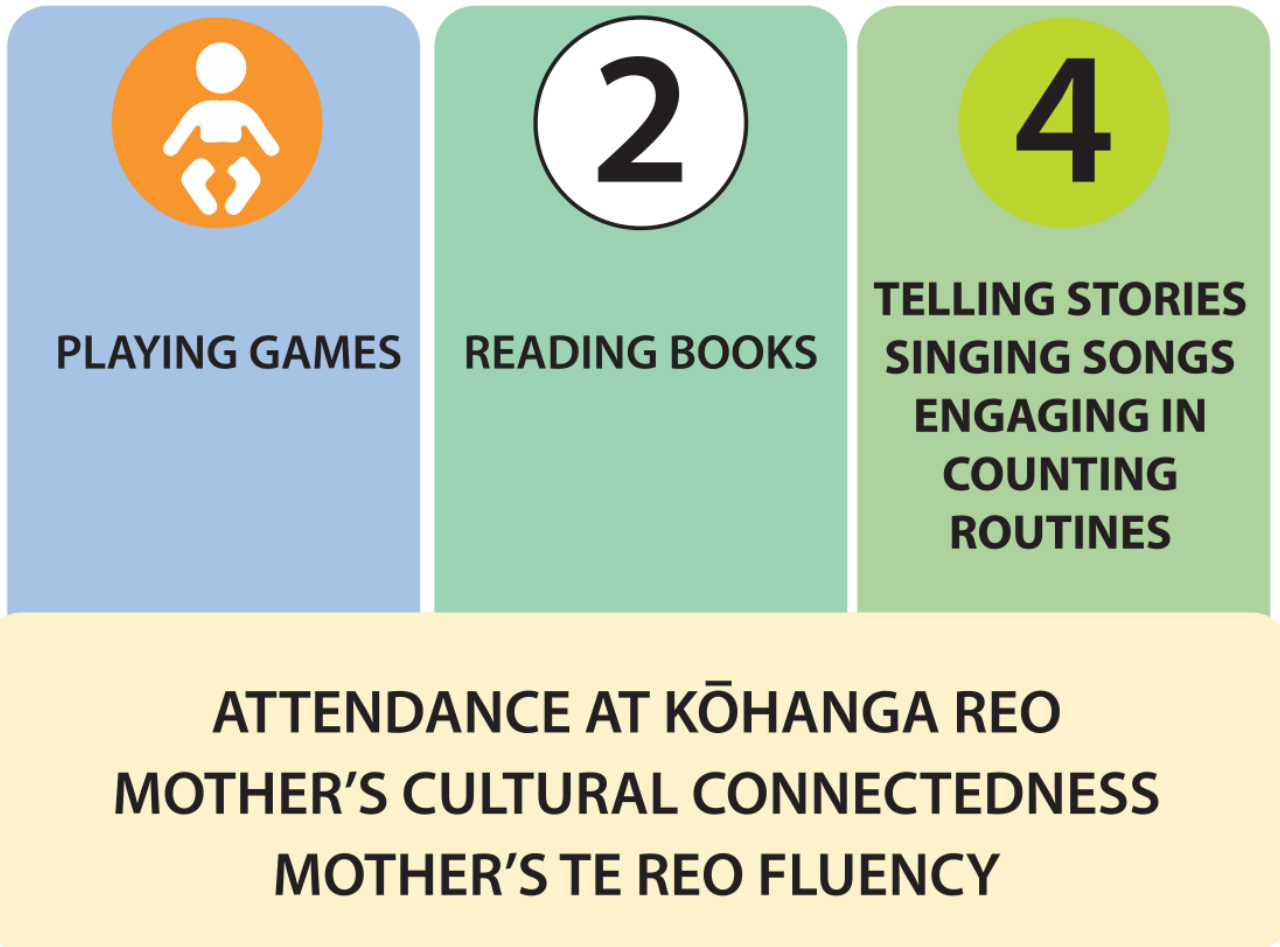 PLAYING GAMES
2
READING BOOKS
4
TELLING STORIES
SINGING SONGS
ENGAGING IN
COUNTING
ROUTINES
ATTENDANCE AT KŌHANGA REO
MOTHER’S CULTURAL CONNECTEDNESS
MOTHER’S TE REO FLUENCY